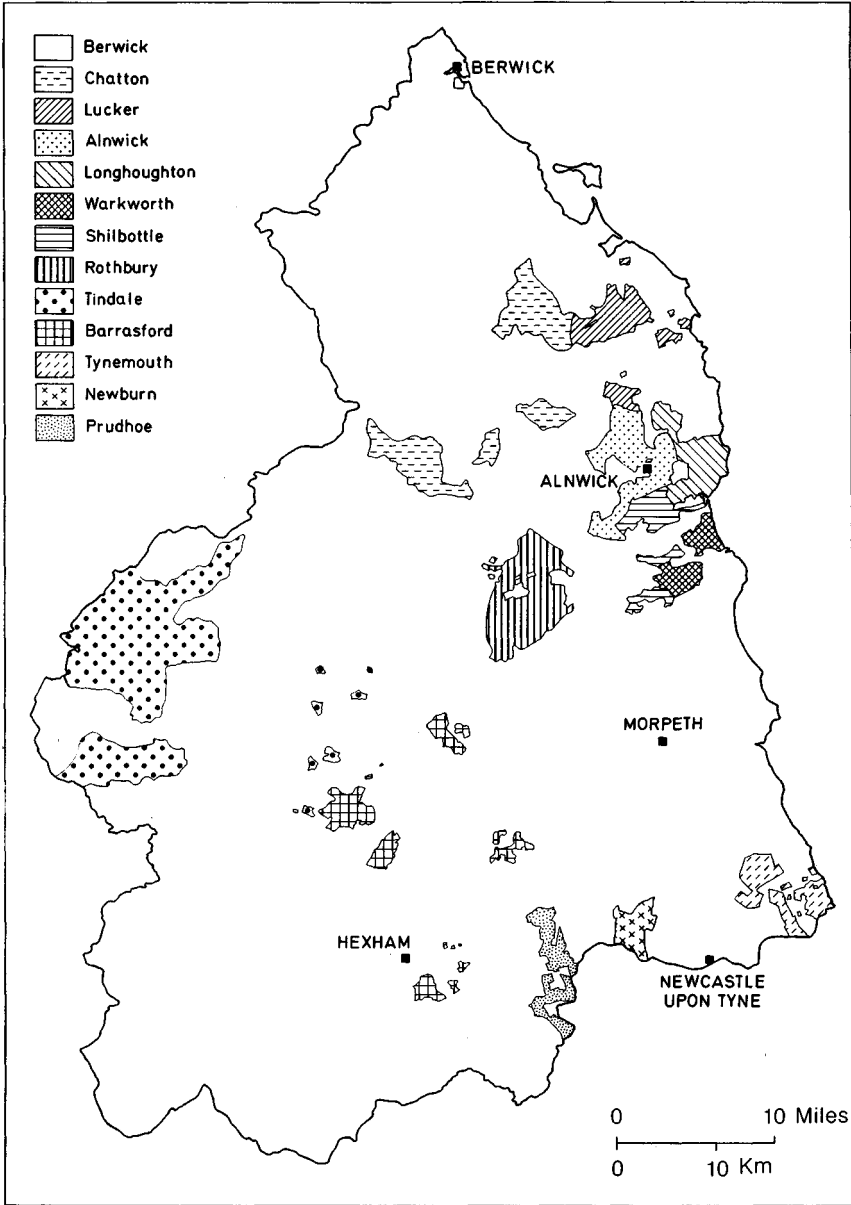 Berwick
Chatton
Lucker
Alnwick
Longhoughton
Warkworth
Shilbottle
Rothbury
Tindale
Barrasford
Tynemouth
Newburn
Prudhoe
BERWICK
ALNWICK
MORPETH
HEXHAM
NEWCASTLE
UPON TYNE
0 10 Miles
0 10 Km